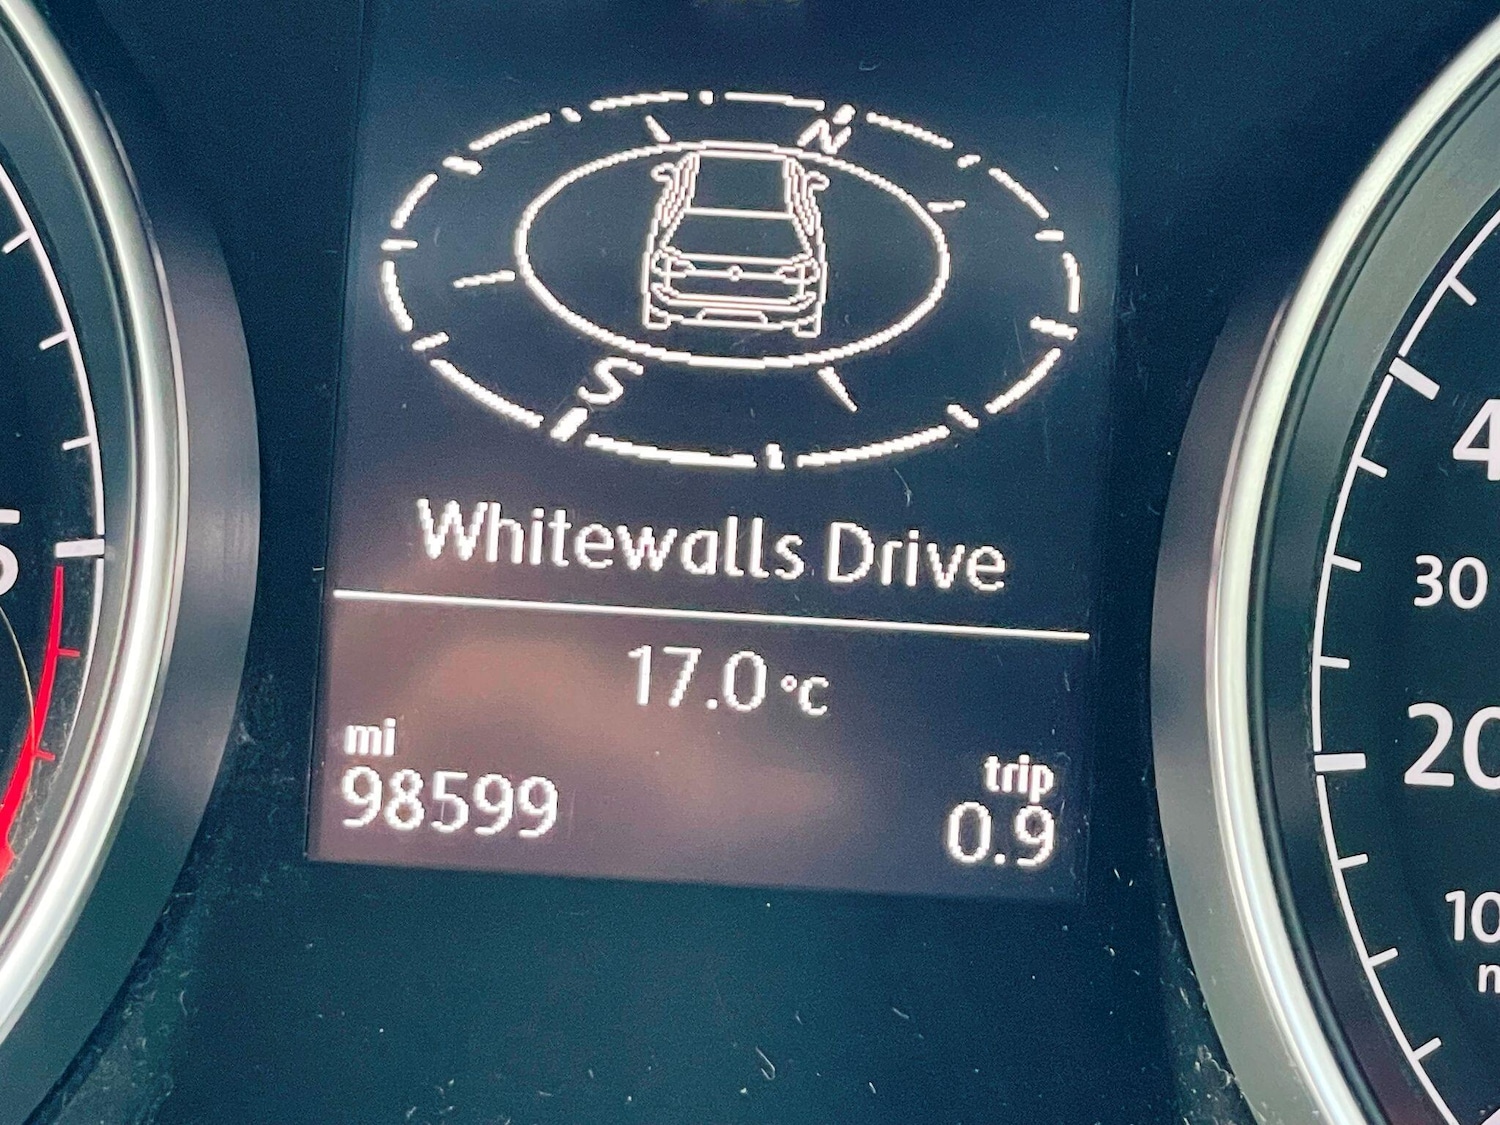 N
S
Whitewalls Drive
17.0 °C
mi
98599
trip
0.9
30
20